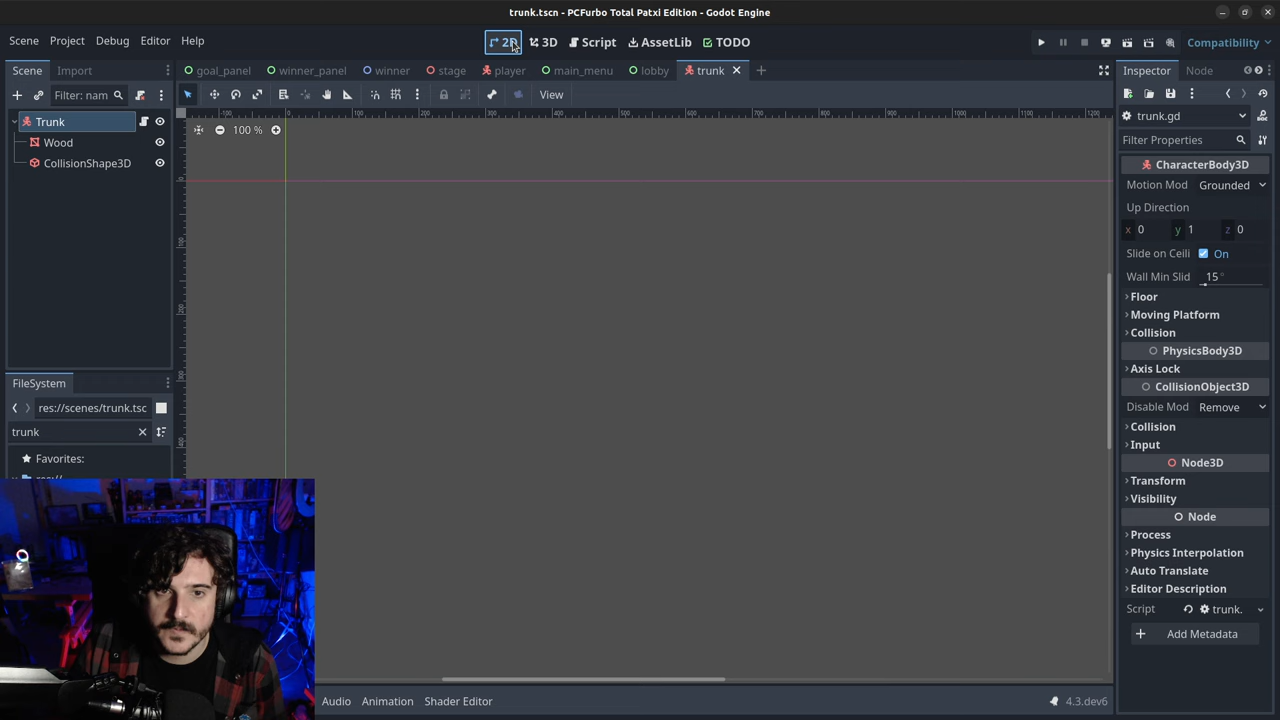 trunk.tscn - PCFurbo Total Patxi Edition - Godot Engine
Scene Project Debug Editor Help
2D 3D Script AssetLib TODO
Compatibility
Scene Import
goal_panel winner_panel winner stage player main_menu lobby trunk
Inspector Node
Filter: nam
View
trunk.gd
Trunk
Wood
CollisionShape3D
100 %
Filter Properties
CharacterBody3D
Motion Mod Grounded
Up Direction
x 0 y 1 z 0
Slide on Ceili On
Wall Min Slid 15 °
Floor
Moving Platform
Collision
PhysicsBody3D
Axis Lock
CollisionObject3D
Disable Mod Remove
Collision
Input
Node3D
Transform
Visibility
Node
Process
Physics Interpolation
Auto Translate
Editor Description
Script trunk.
Add Metadata
FileSystem
res://scenes/trunk.tsc
trunk
Favorites:
Audio Animation Shader Editor
4.3.dev6